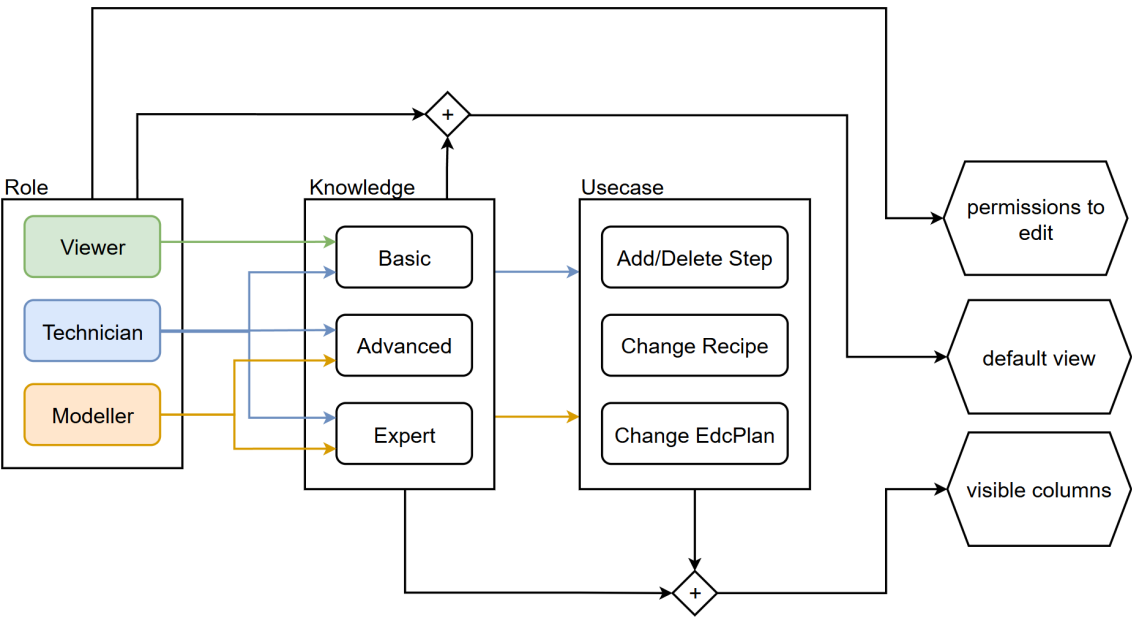 +
Role
Knowledge
Usecase
Viewer
Technician
Modeller
Basic
Advanced
Expert
Add/Delete Step
Change Recipe
Change EdcPlan
permissions to
edit
default view
visible columns
+